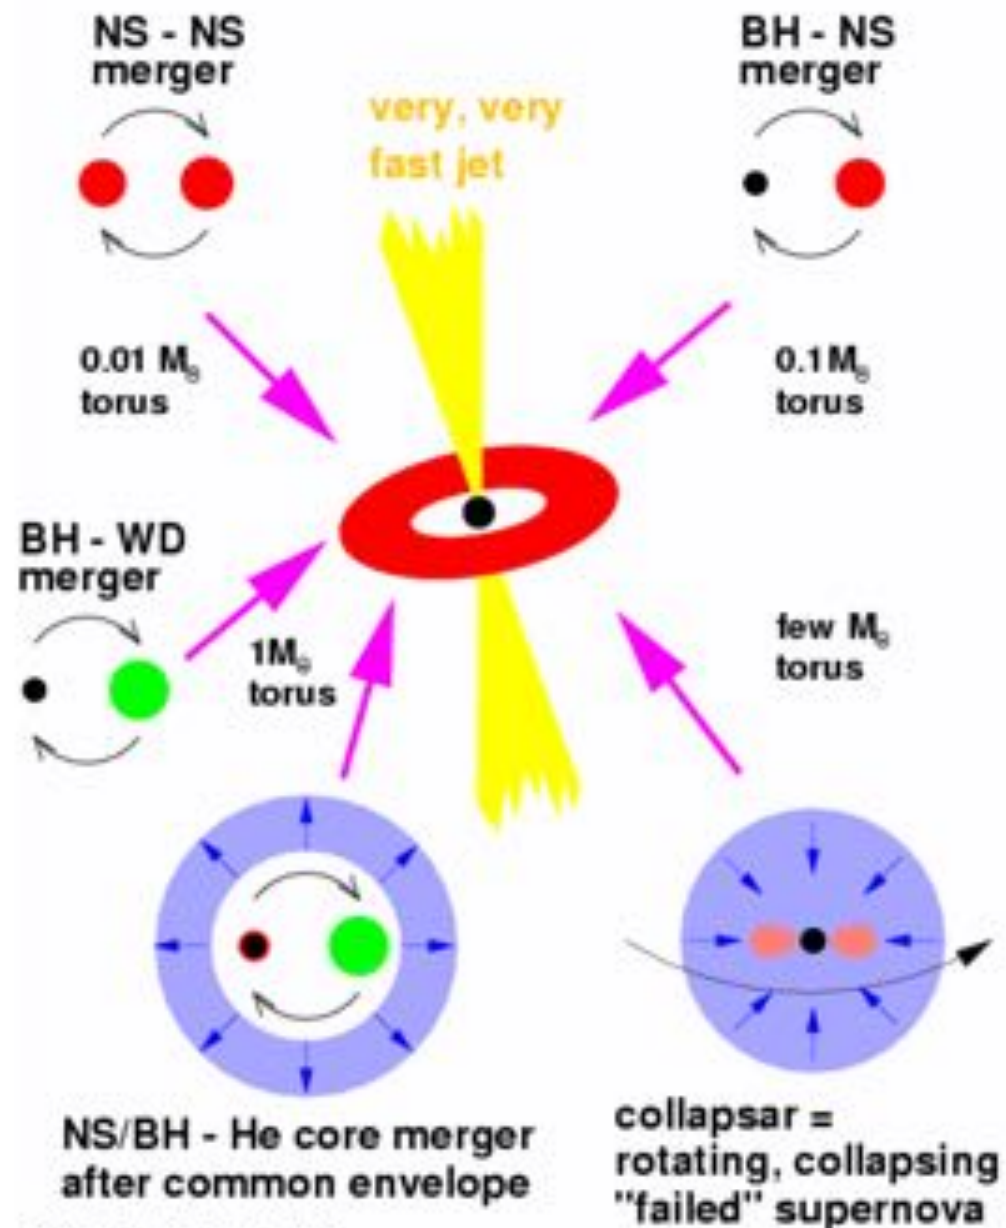 NS - NS
merger
BH - NS
merger
very, very
fast jet
0.01 M☉
torus
0.1M☉
torus
BH - WD
merger
1M☉
torus
few M☉
torus
NS/BH - He core merger
after common envelope
collapsar =
rotating, collapsing
"failed" supernova